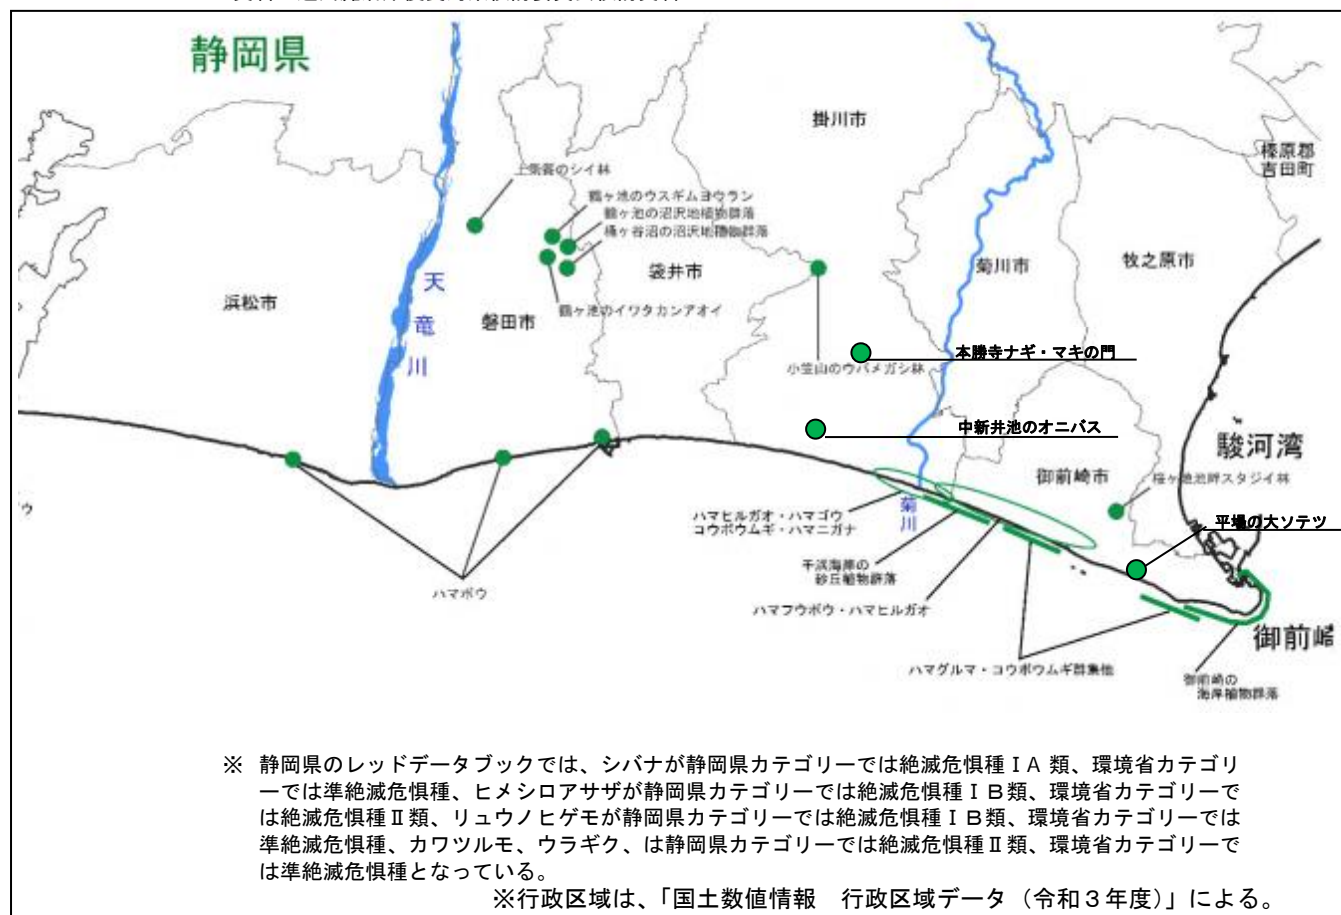 静岡県
掛川市
榛原郡
吉田町
鶴ヶ池のウスギムヨウラン
鶴ヶ池の沼沢地植物群落
桶ヶ谷沼の沼沢地植物群落
袋井市
菊川市
牧之原市
浜松市
天竜川
磐田市
鶴ヶ池のイワタカンアオイ
本勝寺ナギ・マキの門
小笠山のウバメガシ林
中新井池のオニバス
駿河湾
御前崎市
桜ヶ池池畔スタジイ林
菊川
ハマヒルガオ・ハマゴウ
コウボウムギ・ハマニガナ
平場の大ソテツ
干浜海岸の
砂丘植物群落
ハマボウ
ハマフウボウ・ハマヒルガオ
御前崎
ハマグルマ・コウボウムギ群集他
御前崎の
海岸植物群落
※ 静岡県のレッドデータブックでは、シバナが静岡県カテゴリーでは絶滅危惧種ⅠA 類、環境省カテゴリ
ーでは準絶滅危惧種、ヒメシロアサザが静岡県カテゴリーでは絶滅危惧種ⅠB類、環境省カテゴリーで
は絶滅危惧種Ⅱ類、リュウノヒゲモが静岡県カテゴリーでは絶滅危惧種ⅠB類、環境省カテゴリーでは
準絶滅危惧種、カワツルモ、ウラギク、は静岡県カテゴリーでは絶滅危惧種Ⅱ類、環境省カテゴリーで
は準絶滅危惧種となっている。
※行政区域は、「国土数値情報 行政区域データ（令和３年度）」による。